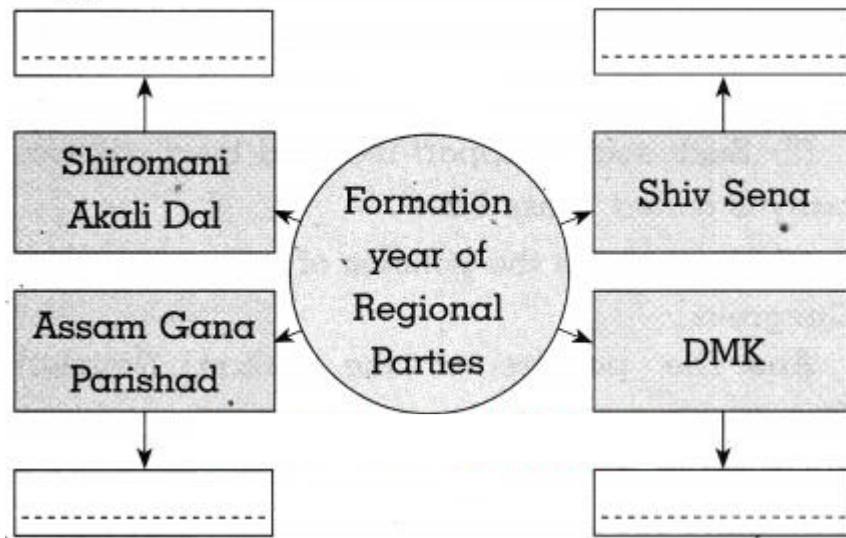 Shiromani
Akali Dal
Shiv Sena
Formation
year of
Regional
Parties
Assam Gana
Parishad
DMK